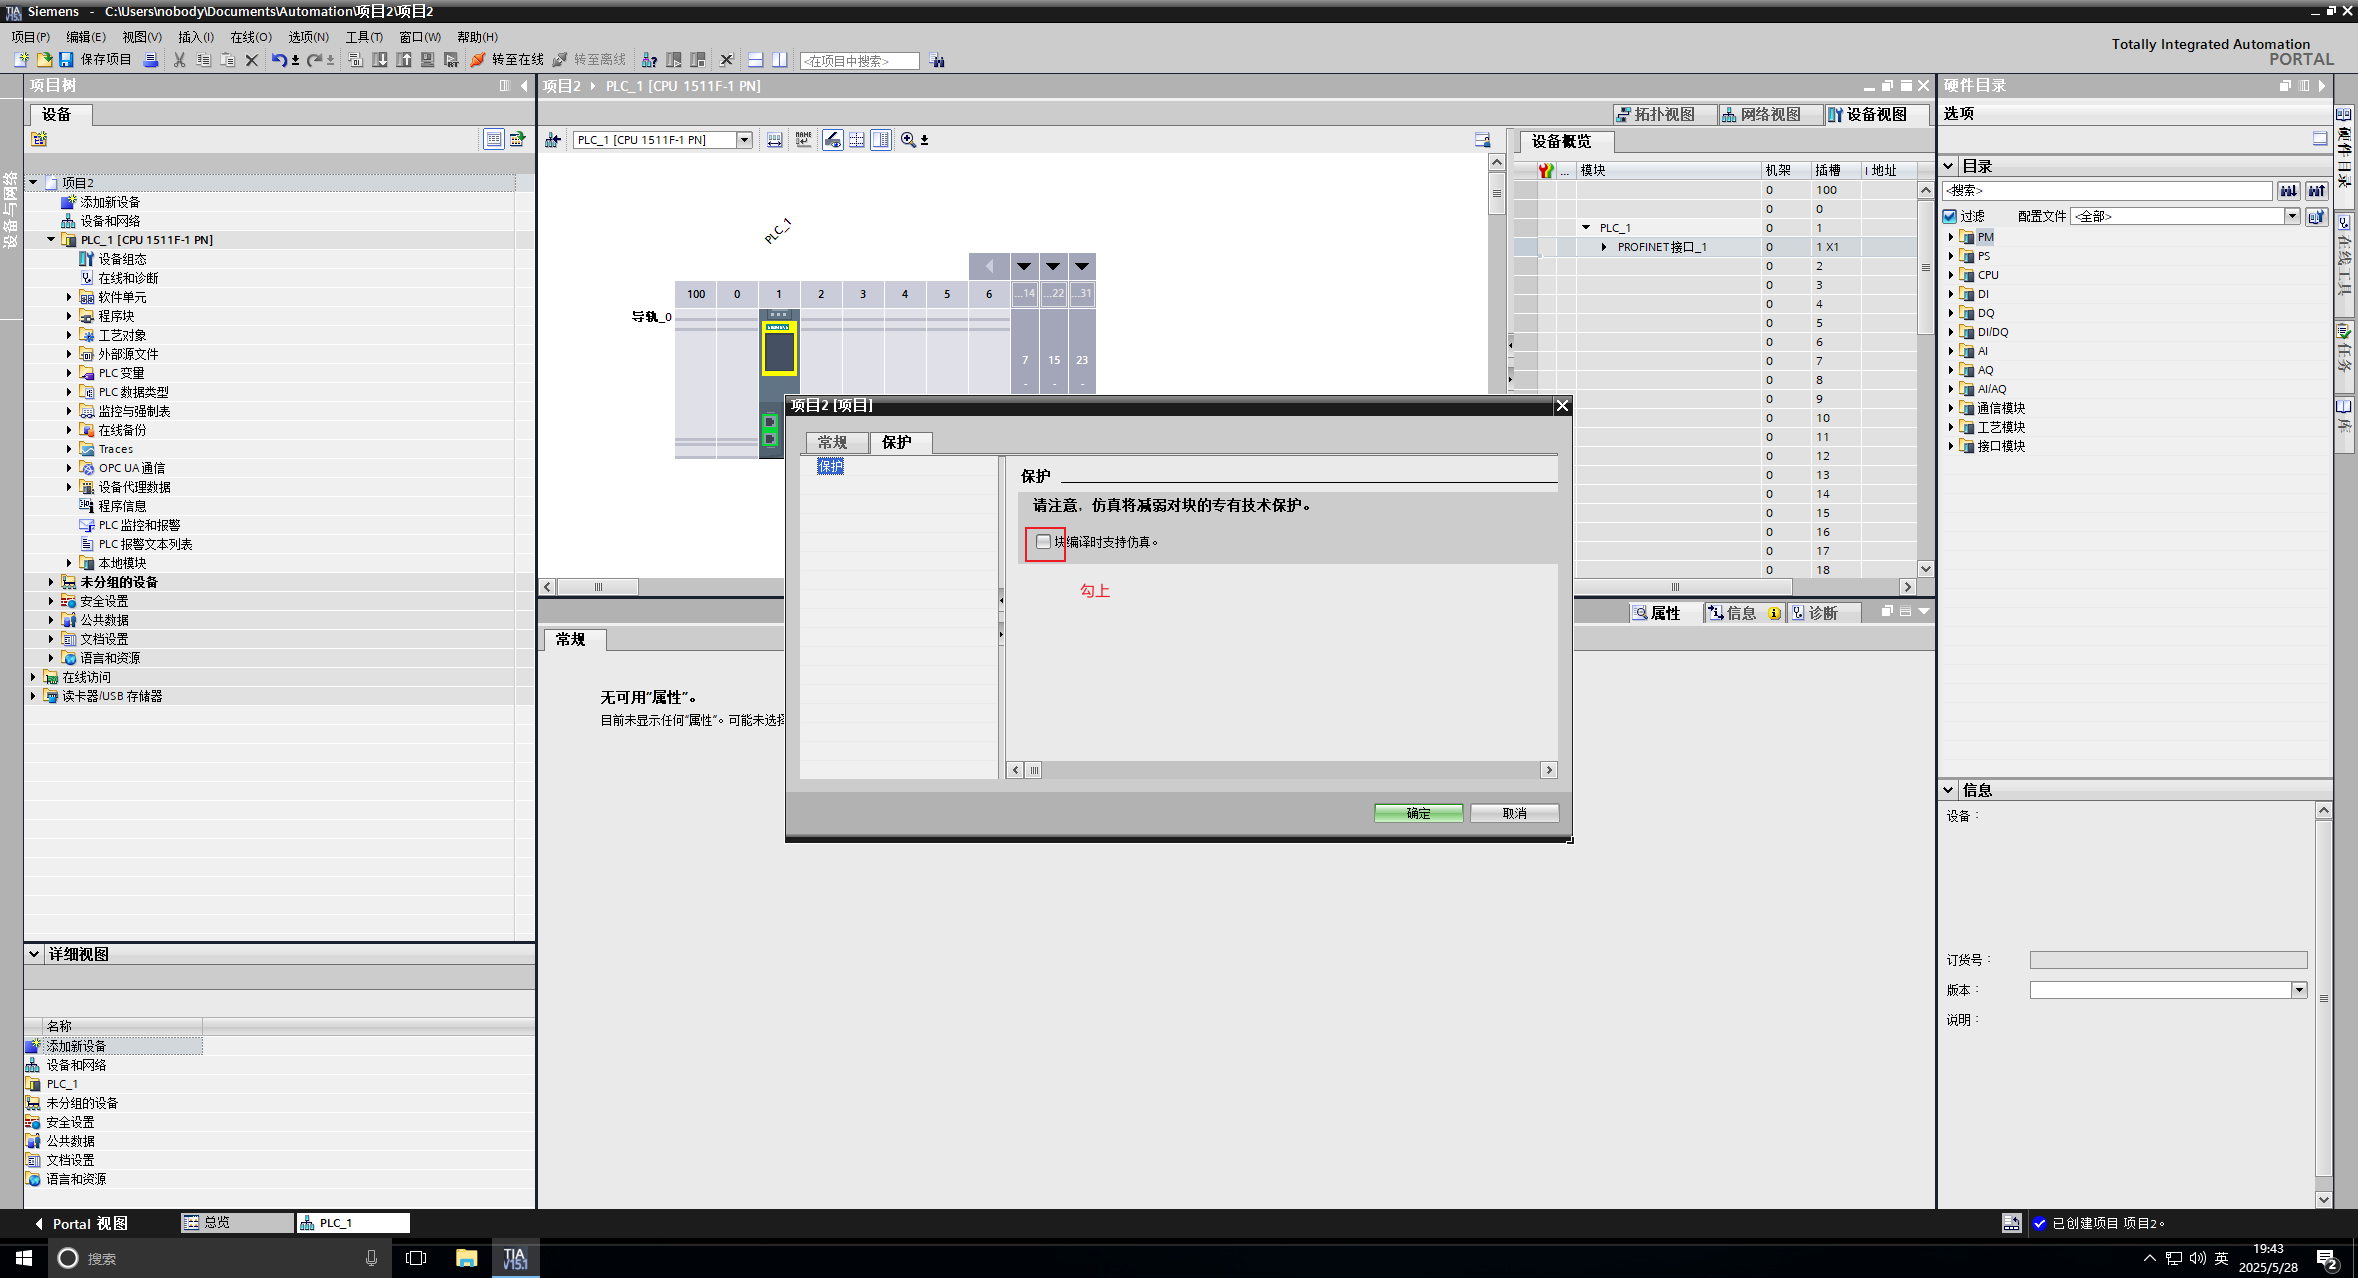 Siemens - C:\Users\nobody\Documents\Automation\项目2\项目2
项目(P) 编辑(E) 视图(V) 插入(I) 在线(O) 选项(N) 工具(T) 窗口(W) 帮助(H)
Totally Integrated Automation
PORTAL
保存项目 转至在线 转至离线 <在项目中搜索>
项目树
设备
设备与网络
项目2
添加新设备
设备和网络
PLC_1 [CPU 1511F-1 PN]
设备组态
在线和诊断
软件单元
程序块
工艺对象
外部源文件
PLC 变量
PLC 数据类型
监控与强制表
在线备份
Traces
OPC UA 通信
设备代理数据
程序信息
PLC 监控和报警
PLC 报警文本列表
本地模块
未分组的设备
安全设置
公共数据
文档设置
语言和资源
在线访问
读卡器/USB 存储器
详细视图
名称
添加新设备
设备和网络
PLC_1
未分组的设备
安全设置
公共数据
文档设置
语言和资源
项目2 PLC_1 [CPU 1511F-1 PN]
拓扑视图 网络视图 设备视图
PLC_1 [CPU 1511F-1 PN]
PLC_1
100 0 1 2 3 4 5 6 ...14 ...22 ...31
导轨_0
7 15 23
- - -
设备概览
... 模块 机架 插槽 I 地址
0 100
0 0
PLC_1 0 1
PROFINET接口_1 0 1 X1
0 2
0 3
0 4
0 5
0 6
0 7
0 8
0 9
0 10
0 11
0 12
0 13
0 14
0 15
0 16
0 17
0 18
项目2 [项目]
常规 保护
保护
保护
请注意，仿真将减弱对块的专有技术保护。
块编译时支持仿真。
勾上
确定 取消
属性 信息 诊断
常规
无可用“属性”。
目前未显示任何“属性”。可能未选择
硬件目录
选项
目录
<搜索>
过滤 配置文件 <全部>
PM
PS
CPU
DI
DQ
DI/DQ
AI
AQ
AI/AQ
通信模块
工艺模块
接口模块
信息
设备：
订货号：
版本：
说明：
硬件目录
在线工具
任务
库
Portal 视图 总览 PLC_1
已创建项目 项目2。
搜索
TIA
V15.1
英
19:43
2025/5/28
2